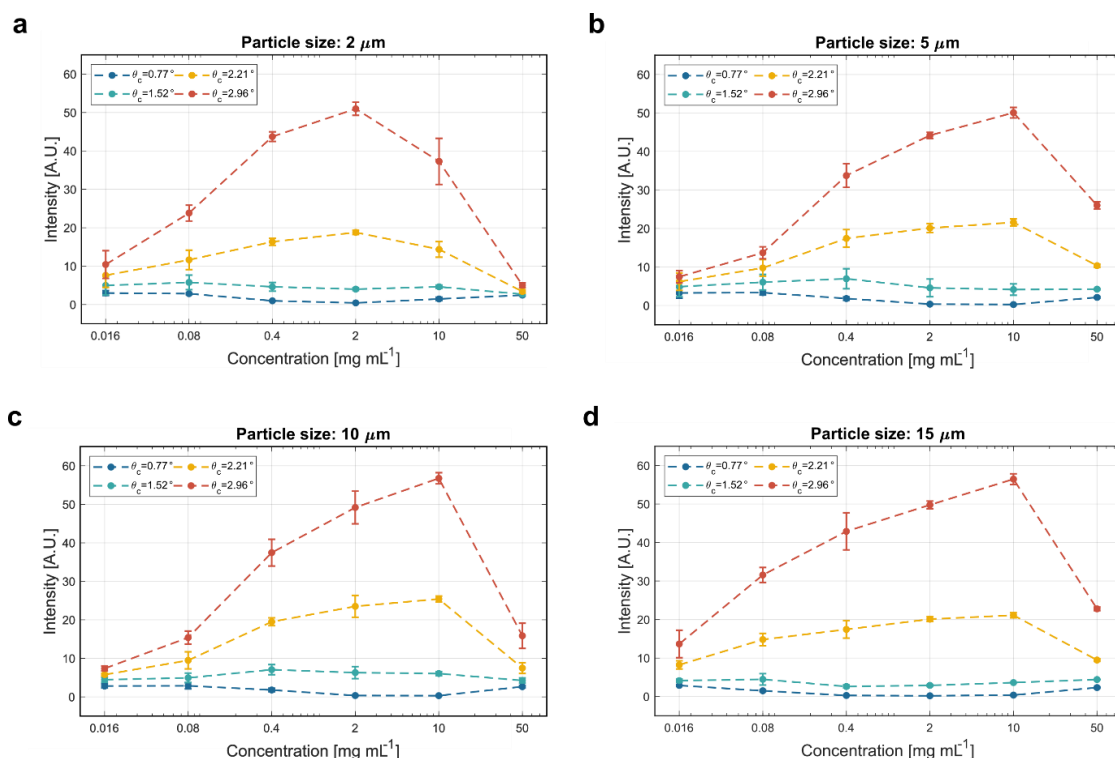 a
Particle size: 2 μm
θc=0.77° θc=2.21°
θc=1.52° θc=2.96°
60
50
40
30
20
10
0
Intensity [A.U.]
0.016 0.08 0.4 2 10 50
Concentration [mg mL-1]
b
Particle size: 5 μm
θc=0.77° θc=2.21°
θc=1.52° θc=2.96°
60
50
40
30
20
10
0
Intensity [A.U.]
0.016 0.08 0.4 2 10 50
Concentration [mg mL-1]
c
Particle size: 10 μm
θc=0.77° θc=2.21°
θc=1.52° θc=2.96°
60
50
40
30
20
10
0
Intensity [A.U.]
0.016 0.08 0.4 2 10 50
Concentration [mg mL-1]
d
Particle size: 15 μm
θc=0.77° θc=2.21°
θc=1.52° θc=2.96°
60
50
40
30
20
10
0
Intensity [A.U.]
0.016 0.08 0.4 2 10 50
Concentration [mg mL-1]